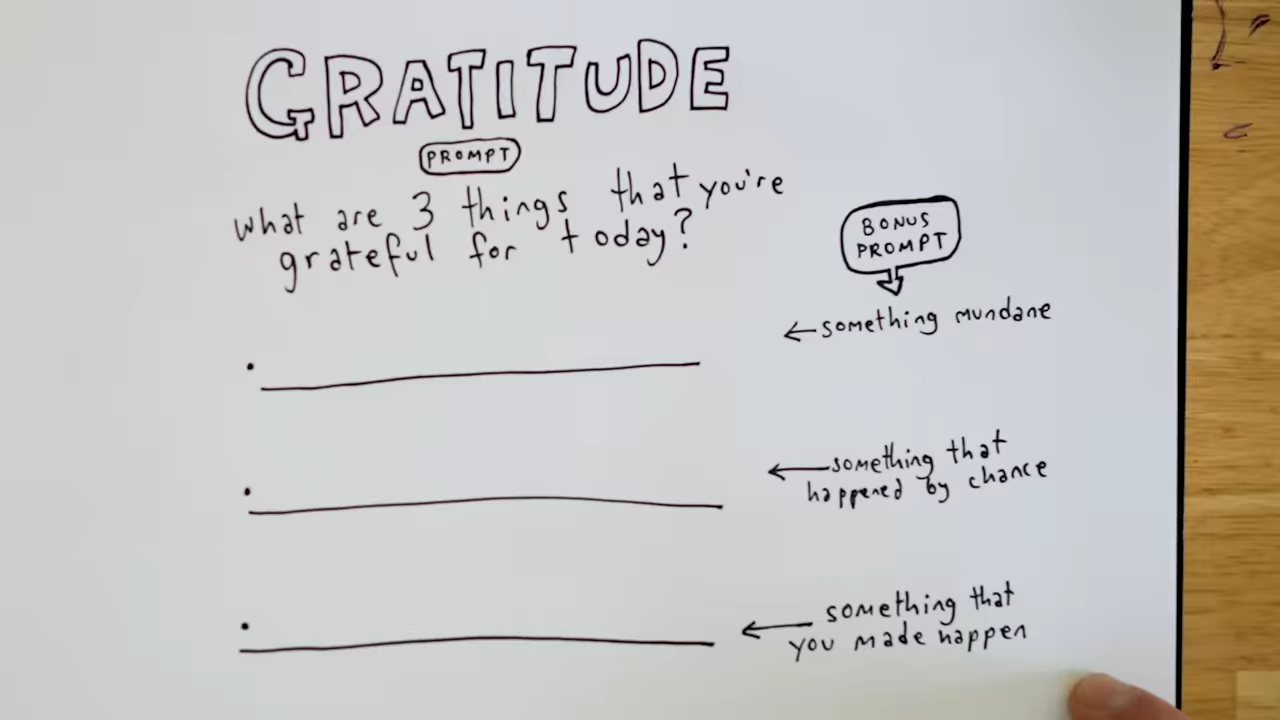 GRATITUDE
PROMPT
what are 3 things that you're
grateful for today?
BONUS
PROMPT
something mundane
something that
happened by chance
something that
you made happen